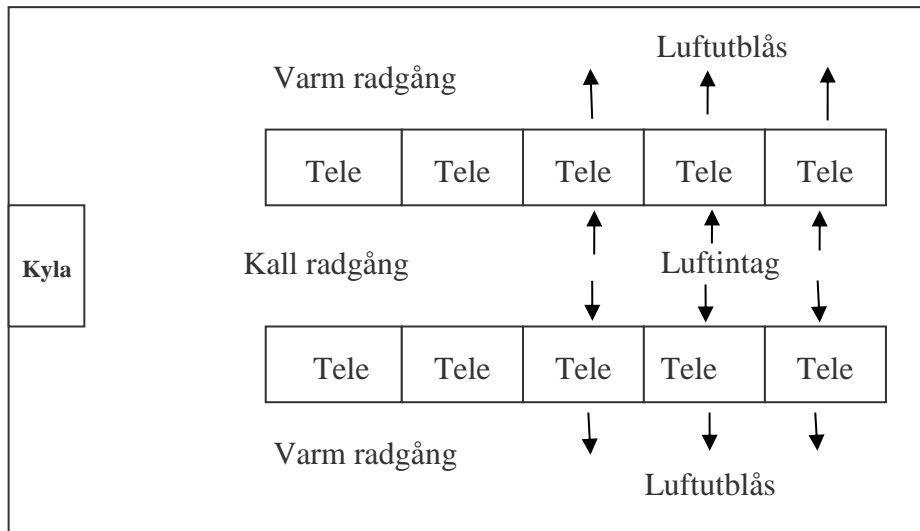 Luftutblås
Varm radgång
Tele Tele Tele Tele Tele
Kyla
Kall radgång
Luftintag
Tele Tele Tele Tele Tele
Varm radgång
Luftutblås